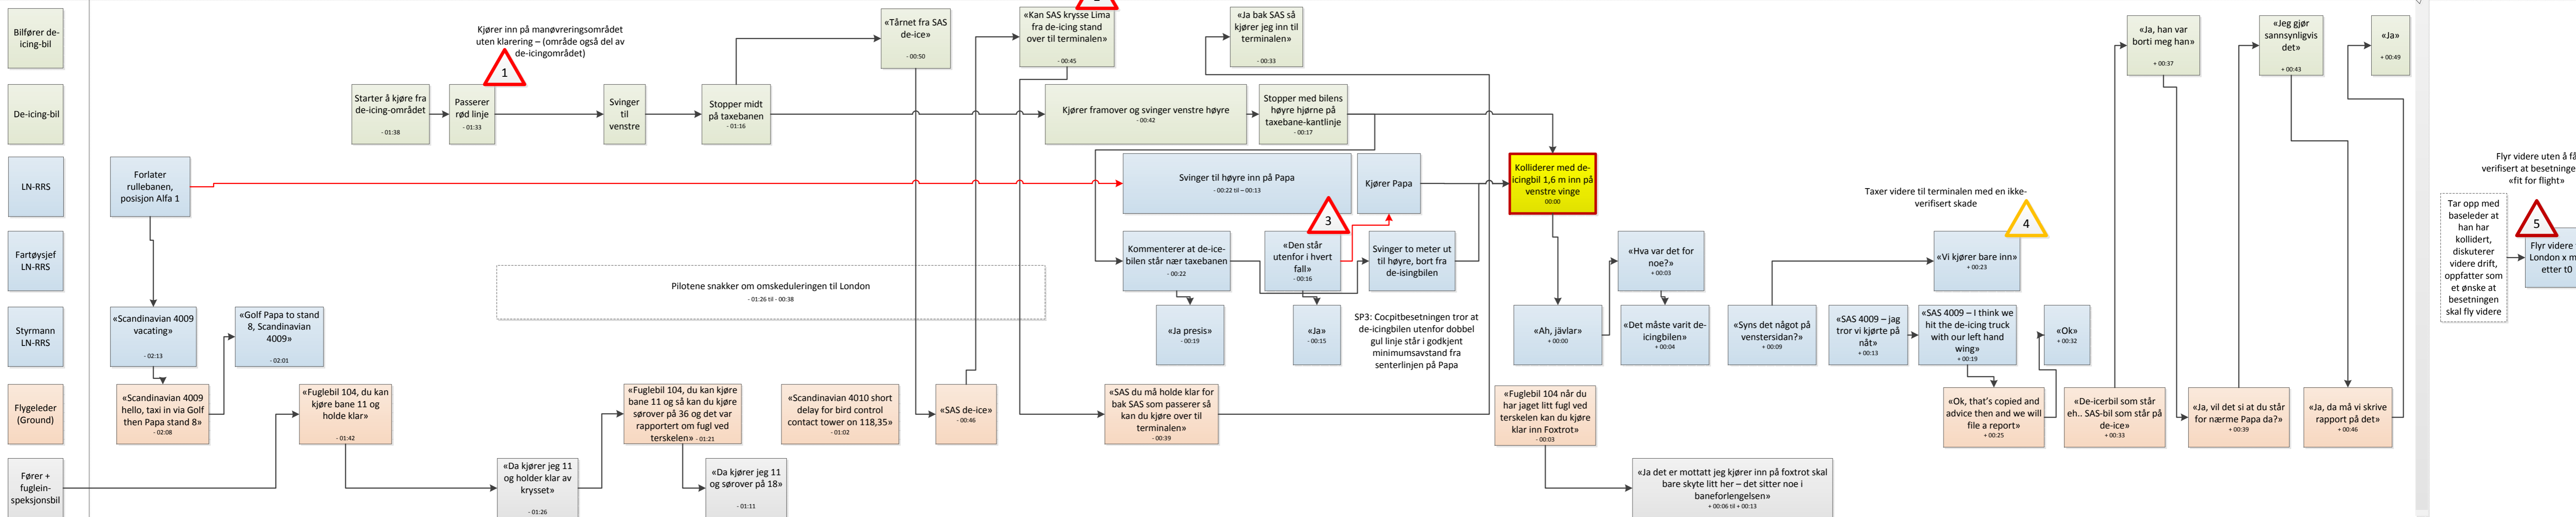 Bilfører de-
icing-bil
Kjører inn på manøvreringsområdet
uten klarering – (område også del av
de-icingområdet)
1
«Tårnet fra SAS
de-ice»
- 00:50
«Kan SAS krysse Lima
fra de-icing stand
over til terminalen»
- 00:45
«Ja bak SAS så
kjører jeg inn til
terminalen»
- 00:33
«Ja, han var
borti meg han»
+ 00:37
«Jeg gjør
sannsynligvis
det»
+ 00:43
«Ja»
+ 00:49
De-icing-bil
Starter å kjøre fra
de-icing-området
- 01:38
Passerer
rød linje
- 01:33
Svinger
til
venstre
Stopper midt
på taxebanen
- 01:16
Kjører framover og svinger venstre høyre
- 00:42
Stopper med bilens
høyre hjørne på
taxebane-kantlinje
- 00:17
LN-RRS
Forlater
rullebanen,
posisjon Alfa 1
Svinger til høyre inn på Papa
- 00:22 til – 00:13
Kjører Papa
Kolliderer med de-
icingbil 1,6 m inn på
venstre vinge
00:00
Taxer videre til terminalen med en ikke-
verifisert skade
4
Flyr videre uten å få
verifisert at besetninge
«fit for flight»
Fartøysjef
LN-RRS
Pilotene snakker om omskeduleringen til London
- 01:26 til - 00:38
Kommenterer at de-ice-
bilen står nær taxebanen
- 00:22
3
«Den står
utenfor i hvert
fall»
- 00:16
Svinger to meter ut
til høyre, bort fra
de-isingbilen
«Hva var det for
noe?»
+ 00:03
«Vi kjører bare inn»
+ 00:23
Tar opp med
baseleder at
han har
kollidert,
diskuterer
videre drift,
oppfatter som
et ønske at
besetningen
skal fly videre
5
Flyr videre
London x m
etter t0
Styrmann
LN-RRS
«Scandinavian 4009
vacating»
- 02:13
«Golf Papa to stand
8, Scandinavian
4009»
- 02:01
«Ja presis»
- 00:19
«Ja»
- 00:15
SP3: Cocpitbesetningen tror at
de-icingbilen utenfor dobbel
gul linje står i godkjent
minimumsavstand fra
senterlinjen på Papa
«Ah, jävlar»
+ 00:00
«Det måste varit de-
icingbilen»
+ 00:04
«Syns det något på
venstersidan?»
+ 00:09
«SAS 4009 – jag
tror vi kjørte på
nåt»
+ 00:13
«SAS 4009 – I think we
hit the de-icing truck
with our left hand
wing»
+ 00:19
«Ok»
+ 00:32
Flygeleder
(Ground)
«Scandinavian 4009
hello, taxi in via Golf
then Papa stand 8»
- 02:08
«Fuglebil 104, du kan
kjøre bane 11 og
holde klar»
- 01:42
«Fuglebil 104, du kan kjøre
bane 11 og så kan du kjøre
sørover på 36 og det var
rapportert om fugl ved
terskelen» - 01:21
«Scandinavian 4010 short
delay for bird control
contact tower on 118,35»
- 01:02
«SAS de-ice»
- 00:46
«SAS du må holde klar for
bak SAS som passerer så
kan du kjøre over til
terminalen»
- 00:39
«Fuglebil 104 når du
har jaget litt fugl ved
terskelen kan du kjøre
klar inn Foxtrot»
- 00:03
«Ok, that's copied and
advice then and we will
file a report»
+ 00:25
«De-icerbil som står
eh.. SAS-bil som står på
de-ice»
+ 00:33
«Ja, vil det si at du står
for nærme Papa da?»
+ 00:39
«Ja, da må vi skrive
rapport på det»
+ 00:46
Fører +
fuglein-
speksjonsbil
«Da kjører jeg 11
og holder klar av
krysset»
- 01:26
«Da kjører jeg 11
og sørover på 18»
- 01:11
«Ja det er mottatt jeg kjører inn på foxtrot skal
bare skyte litt her – det sitter noe i
baneforlengelsen»
+ 00:06 til + 00:13